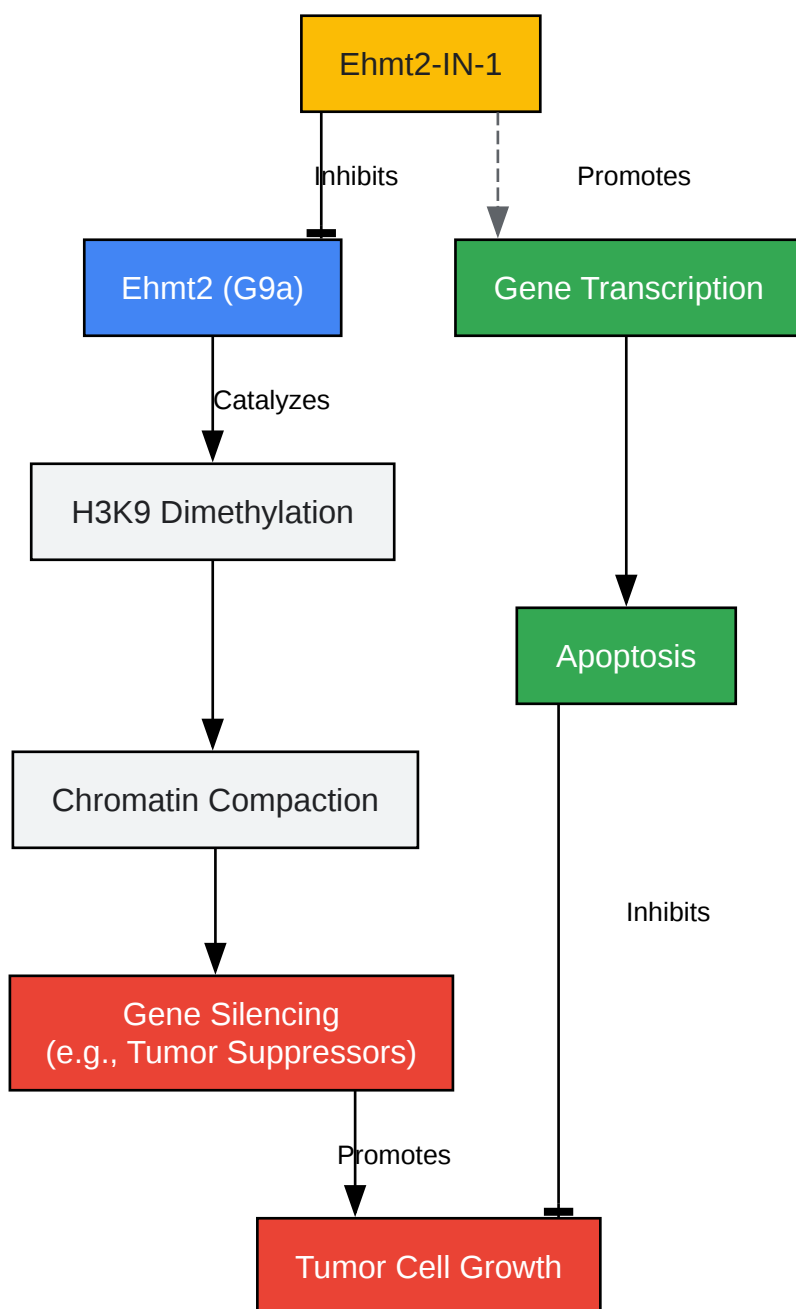 Ehmt2-IN-1
Inhibits
Promotes
Ehmt2 (G9a)
Gene Transcription
Catalyzes
H3K9 Dimethylation
Apoptosis
Chromatin Compaction
Inhibits
Gene Silencing
(e.g., Tumor Suppressors)
Promotes
Tumor Cell Growth